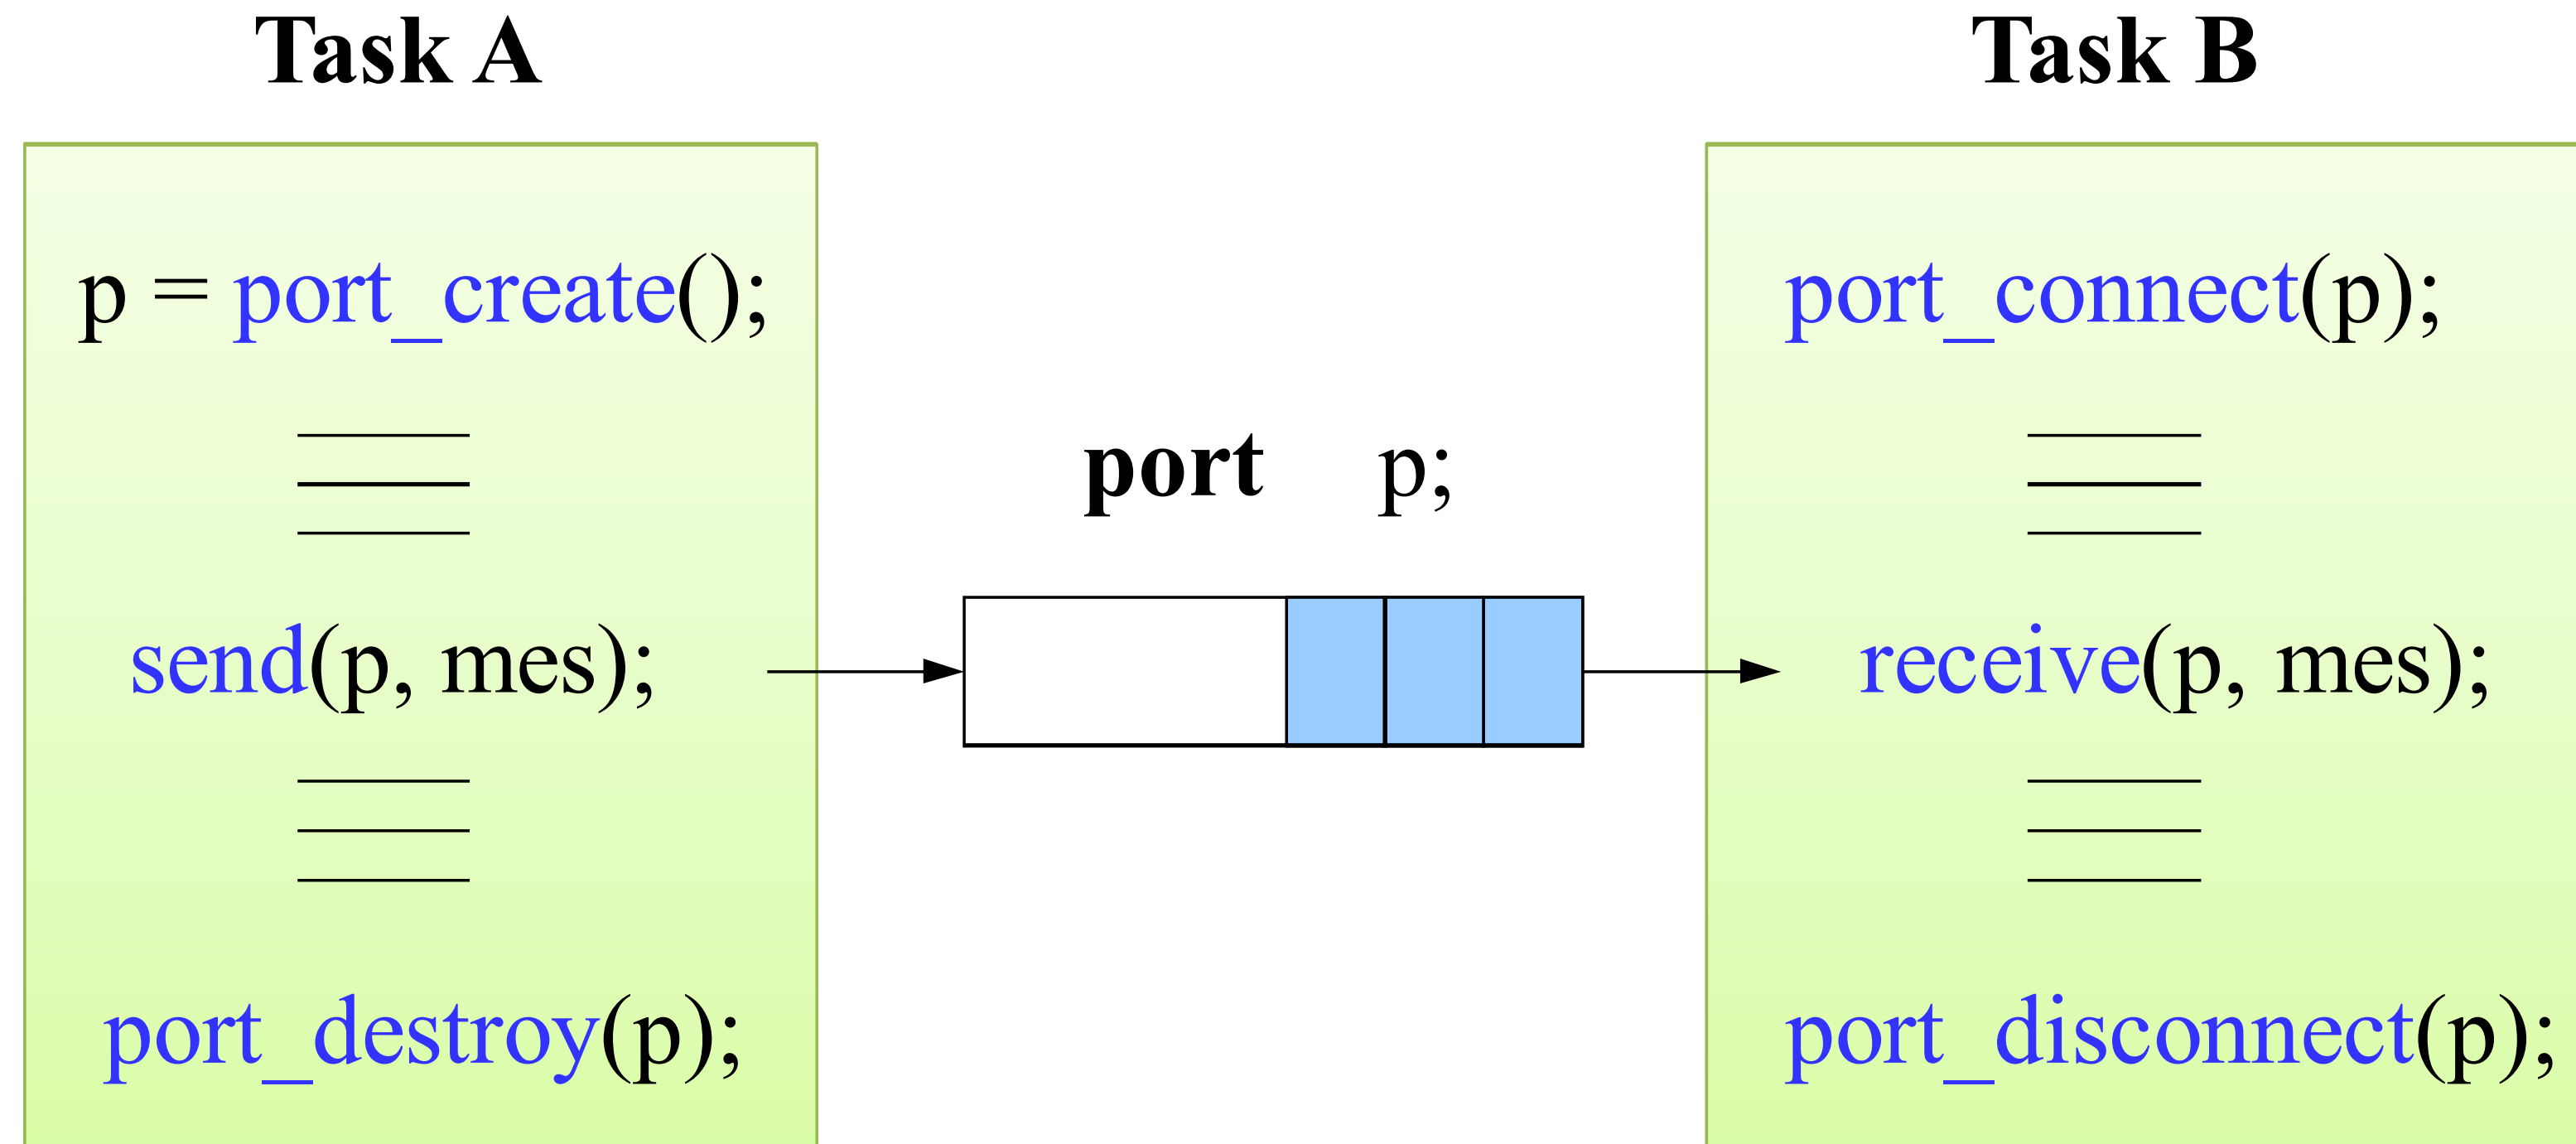 Task A
p = port_create();
send(p, mes);
port_destroy(p);
port p;
Task B
port_connect(p);
receive(p, mes);
port_disconnect(p);